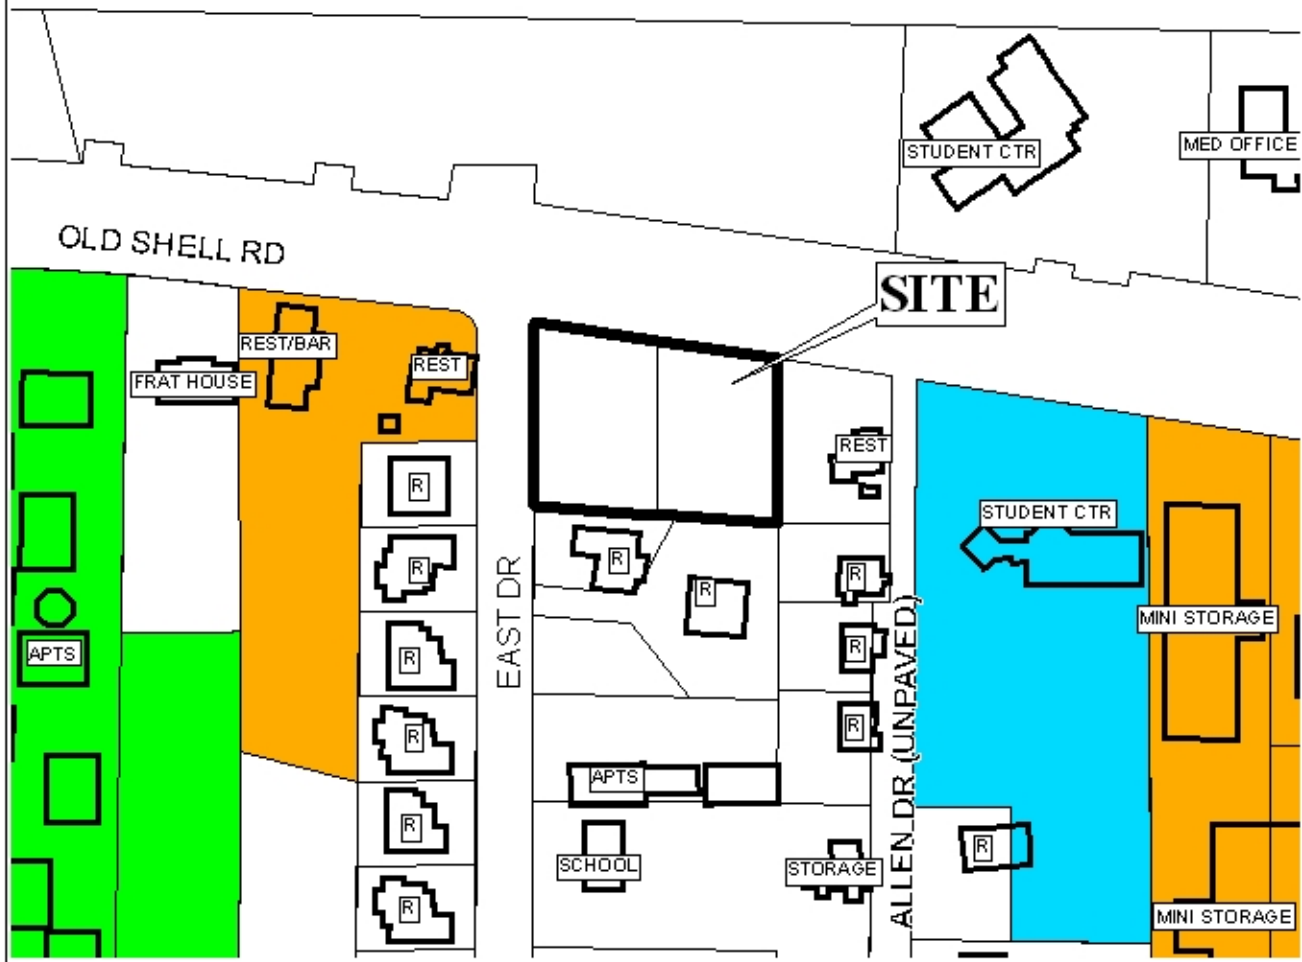 STUDENT CTR
MED OFFICE
OLD SHELL RD
SITE
REST/BAR
REST
FRAT HOUSE
REST
R
STUDENT CTR
R
R
R
R
EAST DR
MINI STORAGE
R
R
APTS
R
R
ALLEN DR (UNPAVED)
APTS
R
R
SCHOOL
STORAGE
R
MINI STORAGE